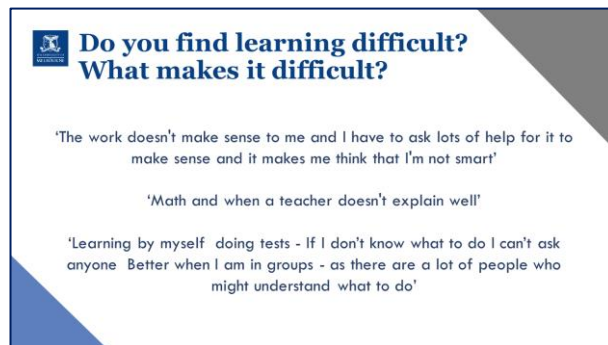 Do you find learning difficult?
What makes it difficult?
MELBOURNE
‘The work doesn't make sense to me and I have to ask lots of help for it to
make sense and it makes me think that I'm not smart’
‘Math and when a teacher doesn't explain well’
‘Learning by myself  doing tests - If I don't know what to do I can't ask
anyone  Better when I am in groups - as there are a lot of people who
might understand what to do’